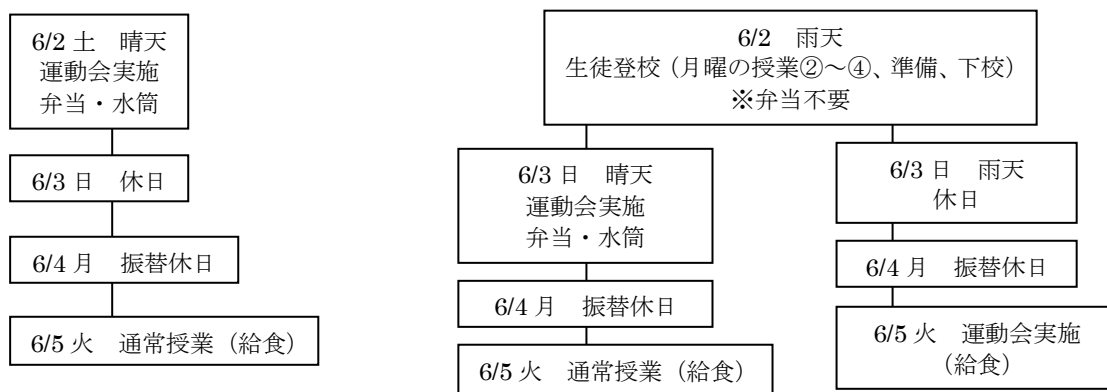 6/2 土　晴天
運動会実施
弁当・水筒
6/3 日　休日
6/4 月　振替休日
6/5 火　通常授業（給食）
6/2　雨天
生徒登校（月曜の授業②～④、準備、下校）
※弁当不要
6/3 日　晴天
運動会実施
弁当・水筒
6/4 月　振替休日
6/5 火　通常授業（給食）
6/3 日　雨天
休日
6/4 月　振替休日
6/5 火　運動会実施
（給食）